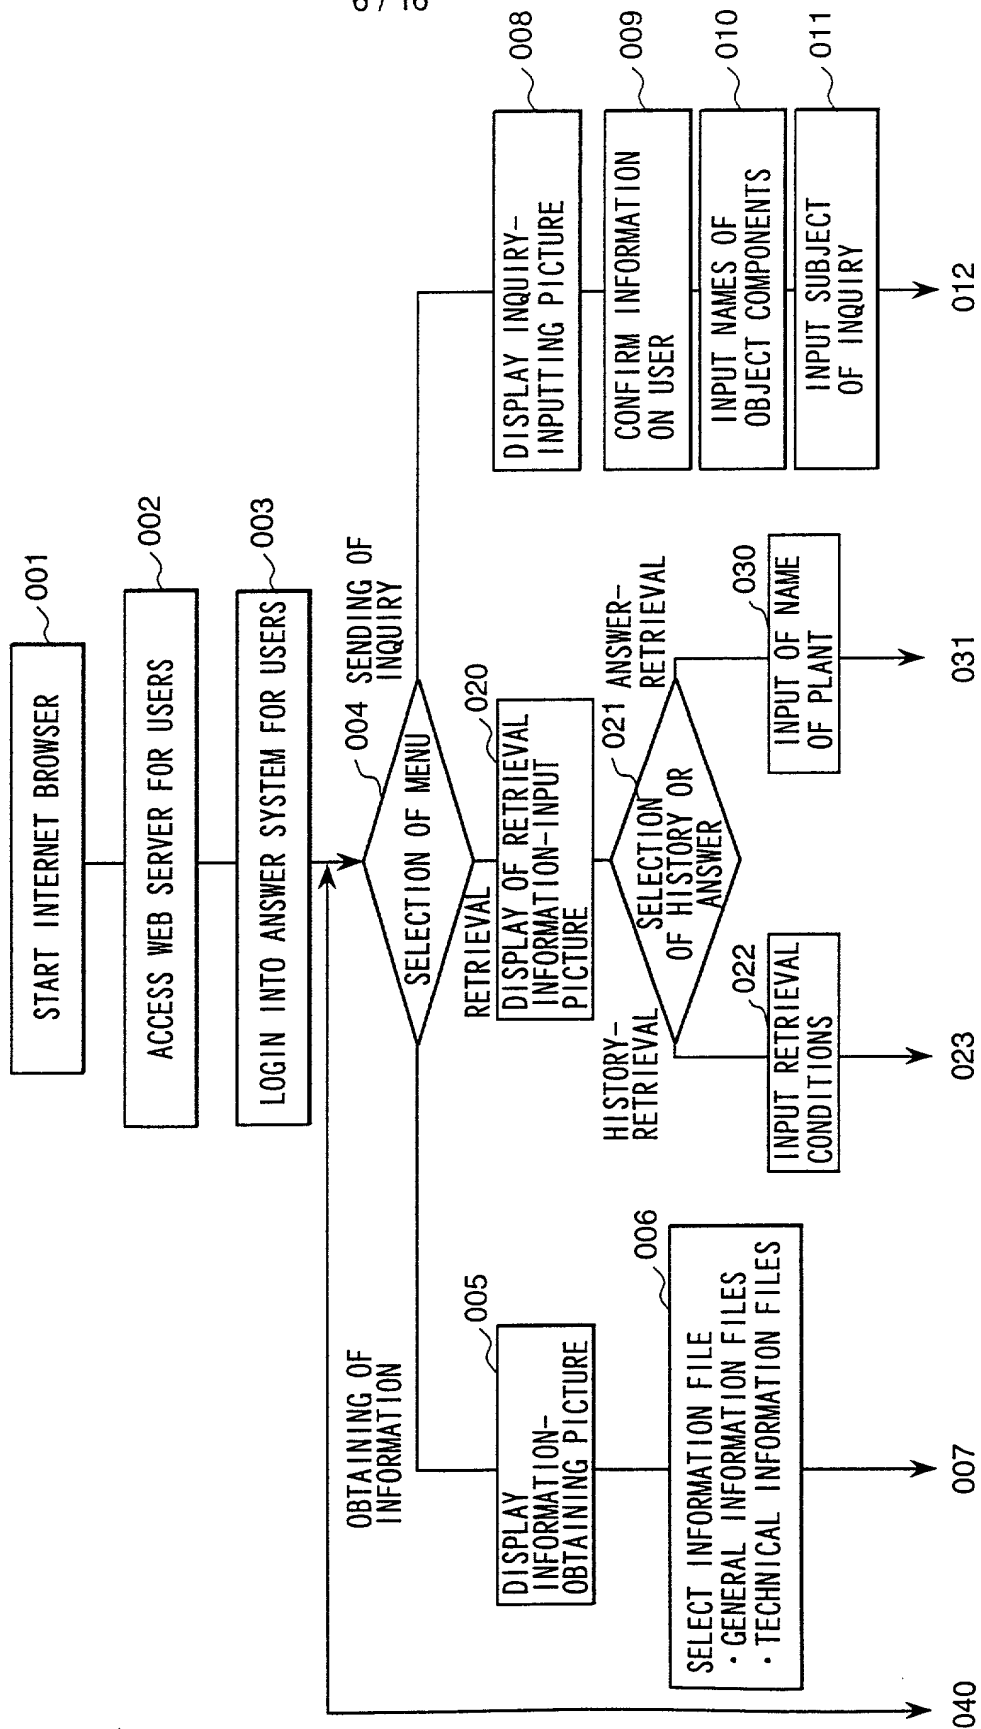 6 / 16
START INTERNET BROWSER
001
ACCESS WEB SERVER FOR USERS
002
LOGIN INTO ANSWER SYSTEM FOR USERS
003
004
SELECTION OF MENU
OBTAINING OF
INFORMATION
RETRIEVAL
SENDING OF
INQUIRY
DISPLAY
INFORMATION-
OBTAINING PICTURE
005
SELECT INFORMATION FILE
・GENERAL INFORMATION FILES
・TECHNICAL INFORMATION FILES
006
DISPLAY OF RETRIEVAL
INFORMATION-INPUT
PICTURE
020
SELECTION
OF HISTORY OR
ANSWER
021
HISTORY-
RETRIEVAL
ANSWER-
RETRIEVAL
INPUT RETRIEVAL
CONDITIONS
022
INPUT OF NAME
OF PLANT
030
DISPLAY INQUIRY-
INPUTTING PICTURE
008
CONFIRM INFORMATION
ON USER
009
INPUT NAMES OF
OBJECT COMPONENTS
010
INPUT SUBJECT
OF INQUIRY
011
040
007
023
031
012